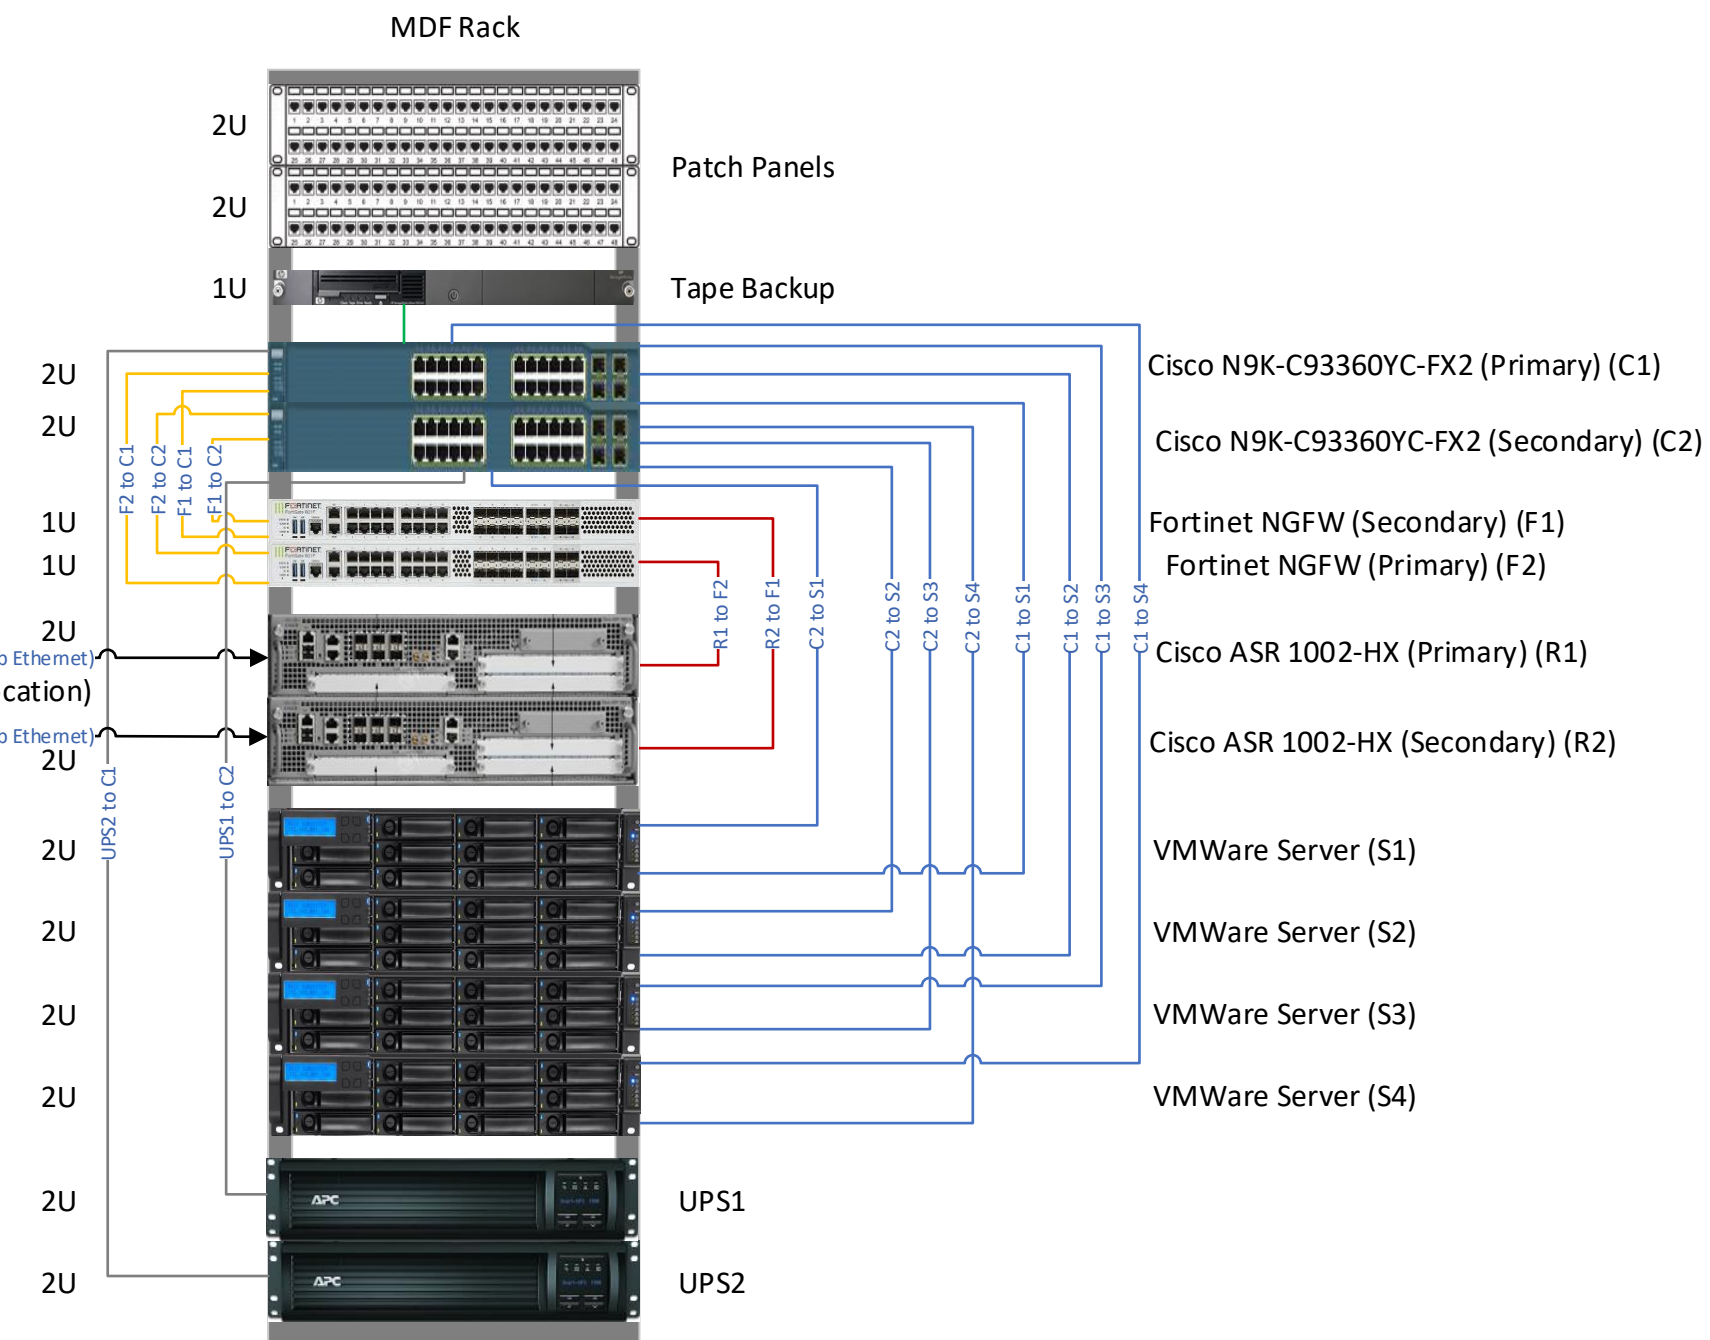 MDF Rack
2U
Patch Panels
2U
1U
Tape Backup
2U
Cisco N9K-C93360YC-FX2 (Primary) (C1)
2U
Cisco N9K-C93360YC-FX2 (Secondary) (C2)
F2 to C1
F2 to C2
F1 to C1
F1 to C2
1U
FORTINET
Fortinet NGFW (Secondary) (F1)
1U
FORTINET
Fortinet NGFW (Primary) (F2)
R1 to F2
R2 to F1
C2 to S1
C2 to S2
C2 to S3
C2 to S4
C1 to S1
C1 to S2
C1 to S3
C1 to S4
2U
Ethernet)
Cisco ASR 1002-HX (Primary) (R1)
Ethernet)
2U
Cisco ASR 1002-HX (Secondary) (R2)
UPS2 to C1
UPS1 to C2
2U
VMWare Server (S1)
2U
VMWare Server (S2)
2U
VMWare Server (S3)
2U
VMWare Server (S4)
2U
APC
UPS1
2U
APC
UPS2